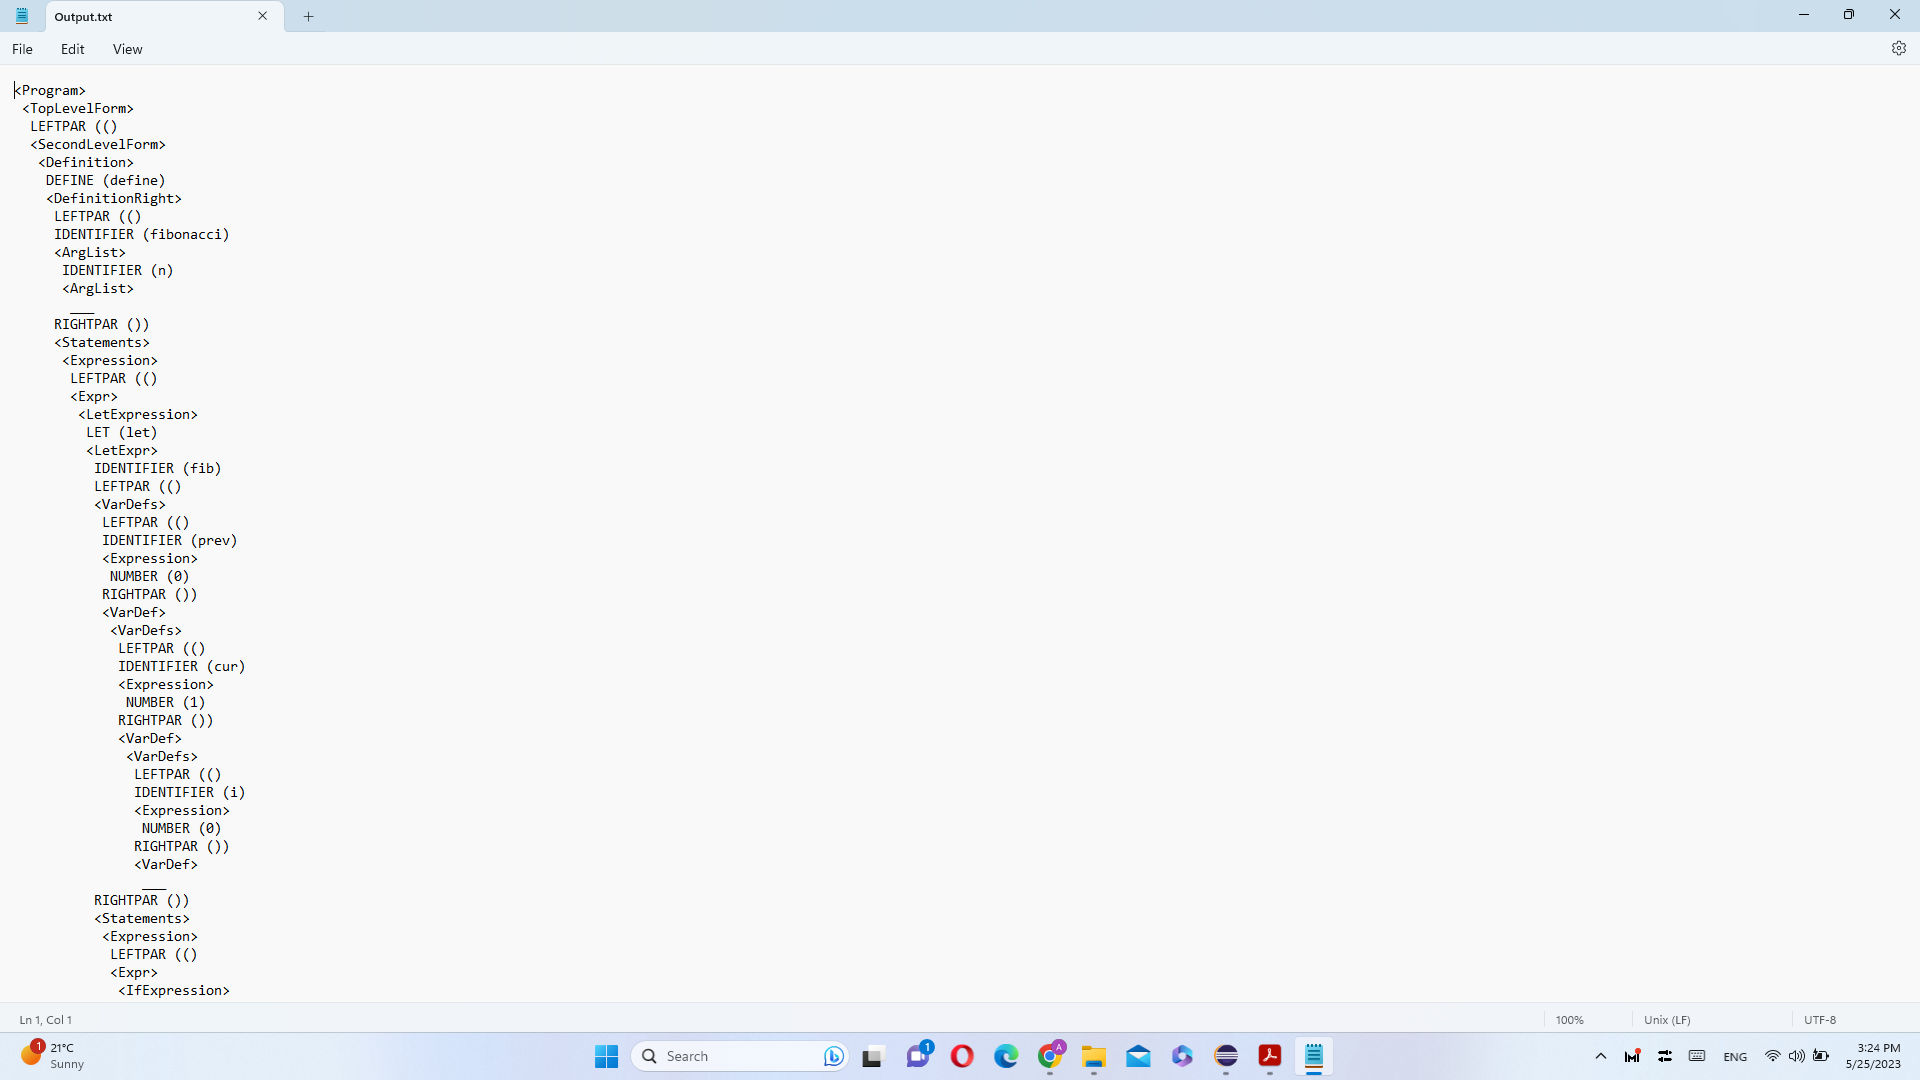 Output.txt
File Edit View
<Program>
 <TopLevelForm>
  LEFTPAR (()
  <SecondLevelForm>
   <Definition>
    DEFINE (define)
    <DefinitionRight>
     LEFTPAR (()
     IDENTIFIER (fibonacci)
     <ArgList>
      IDENTIFIER (n)
      <ArgList>
       ___
     RIGHTPAR ())
     <Statements>
      <Expression>
       LEFTPAR (()
       <Expr>
        <LetExpression>
         LET (let)
         <LetExpr>
          IDENTIFIER (fib)
          LEFTPAR (()
          <VarDefs>
           LEFTPAR (()
           IDENTIFIER (prev)
           <Expression>
            NUMBER (0)
           RIGHTPAR ())
           <VarDef>
            <VarDefs>
             LEFTPAR (()
             IDENTIFIER (cur)
             <Expression>
              NUMBER (1)
             RIGHTPAR ())
             <VarDef>
              <VarDefs>
               LEFTPAR (()
               IDENTIFIER (i)
               <Expression>
                NUMBER (0)
               RIGHTPAR ())
               <VarDef>
                ___
          RIGHTPAR ())
          <Statements>
           <Expression>
            LEFTPAR (()
            <Expr>
             <IfExpression>
Ln 1, Col 1 100% Unix (LF) UTF-8
1 21°C
Sunny
Search
1
A
ENG
3:24 PM
5/25/2023